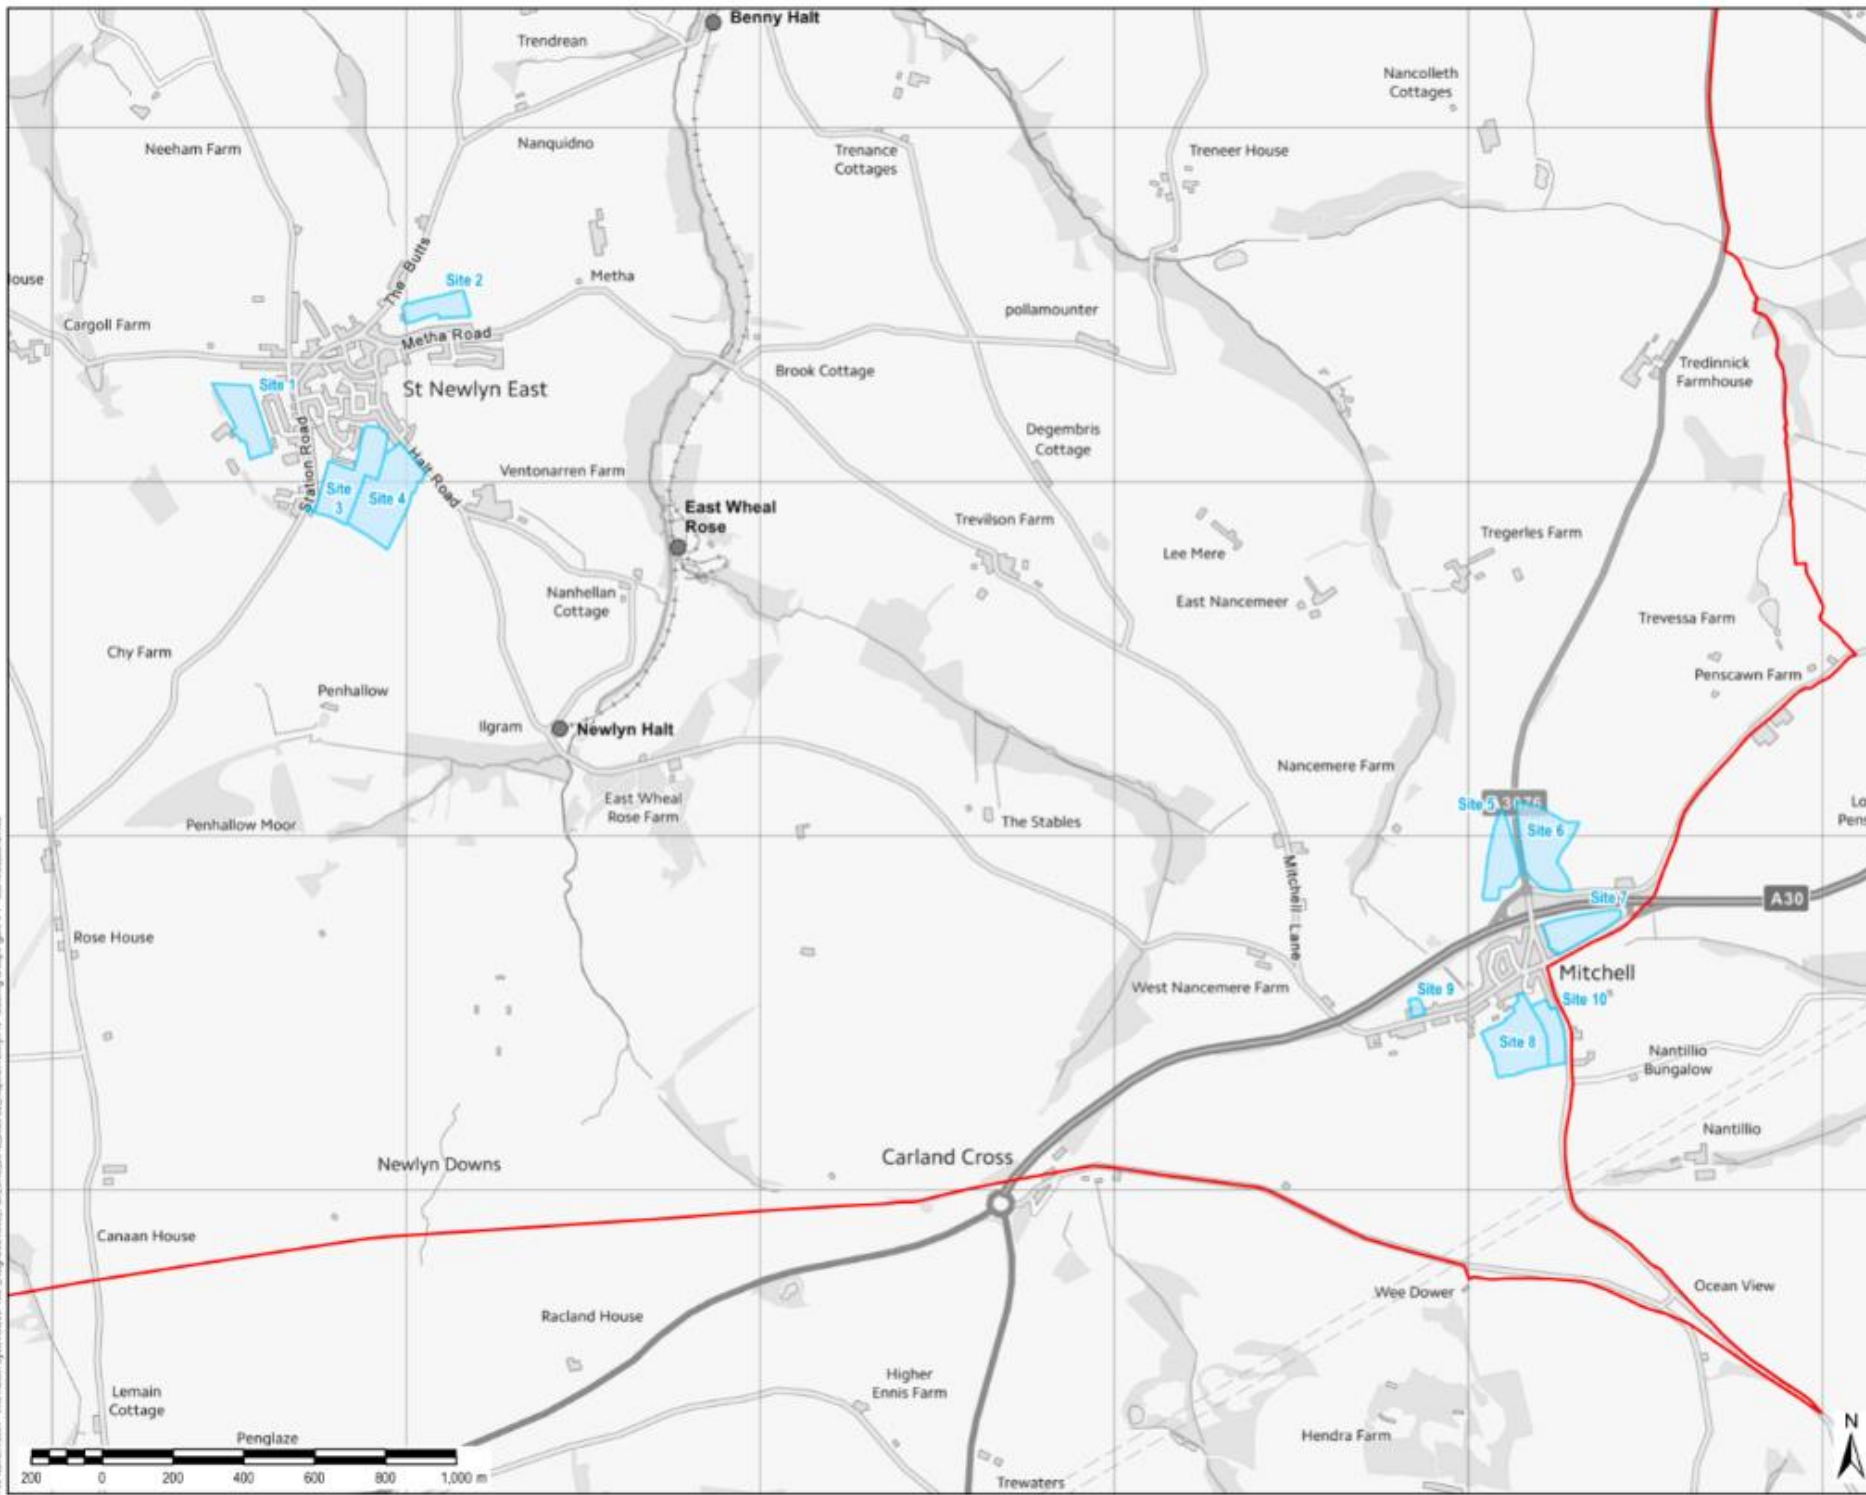 Benny Halt
Trendrean
Nancolleth
Cottages
Neeham Farm
Nanquidno
Trenance
Cottages
Treneer House
The Butts
Site 2
Metha
Cargoll Farm
Metha Road
pollamounter
Tredinnick
Farmhouse
Site 1
St Newlyn East
Brook Cottage
Station Road
Halt Road
Ventonarren Farm
Degembris
Cottage
Site
3
Site 4
East Wheal
Rose
Trevilson Farm
Lee Mere
Tregerles Farm
Nanhellan
Cottage
East Nancemeer
Trevessa Farm
Chy Farm
Penscawn Farm
Penhallow
Ilgram
Newlyn Halt
Nancemere Farm
East Wheal
Rose Farm
Penhallow Moor
The Stables
Site 5
A3076
Site 6
Lo
Pens
Mitchell Lane
Site 7
A30
Rose House
Mitchell
West Nancemere Farm
Site 9
Site 10
Site 8
Nantillio
Bungalow
Nantillio
Carland Cross
Newlyn Downs
Canaan House
Ocean View
Wee Dower
Racland House
Higher
Ennis Farm
Lemain
Cottage
Hendra Farm
Penglaze
200 0 200 400 600 800 1,000 m
Trewaters
N